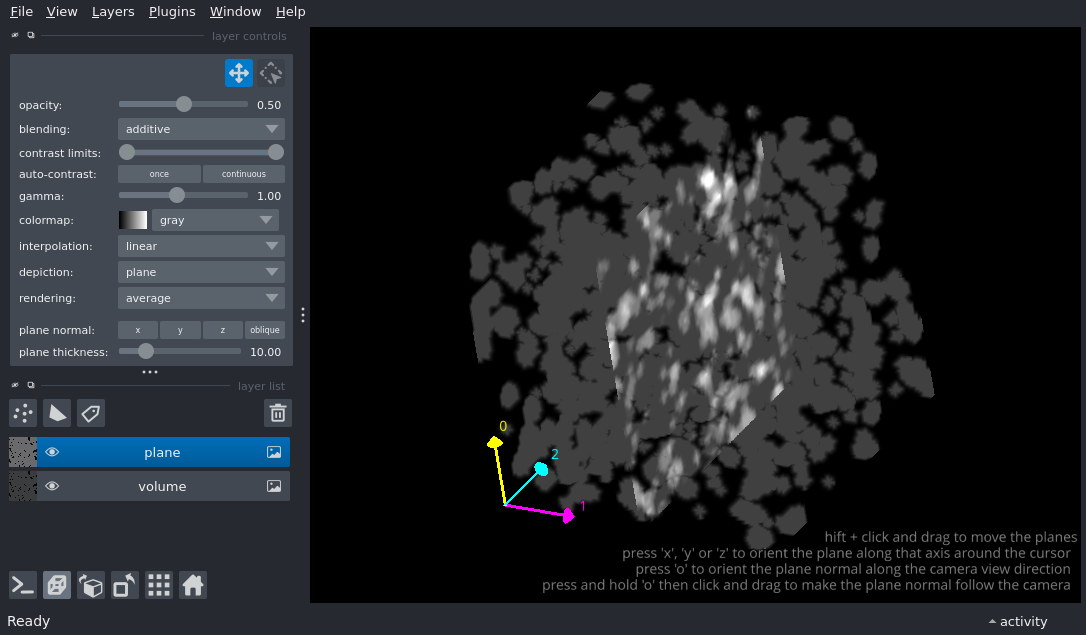 File View Layers Plugins Window Help
layer controls
opacity: 0.50
blending: additive
contrast limits:
auto-contrast: once continuous
gamma: 1.00
colormap: gray
interpolation: linear
depiction: plane
rendering: average
plane normal: x y z oblique
plane thickness: 10.00
layer list
plane
volume
0
2
1
hift + click and drag to move the planes
press 'x', 'y' or 'z' to orient the plane along that axis around the cursor
press 'o' to orient the plane normal along the camera view direction
press and hold 'o' then click and drag to make the plane normal follow the camera
Ready
activity